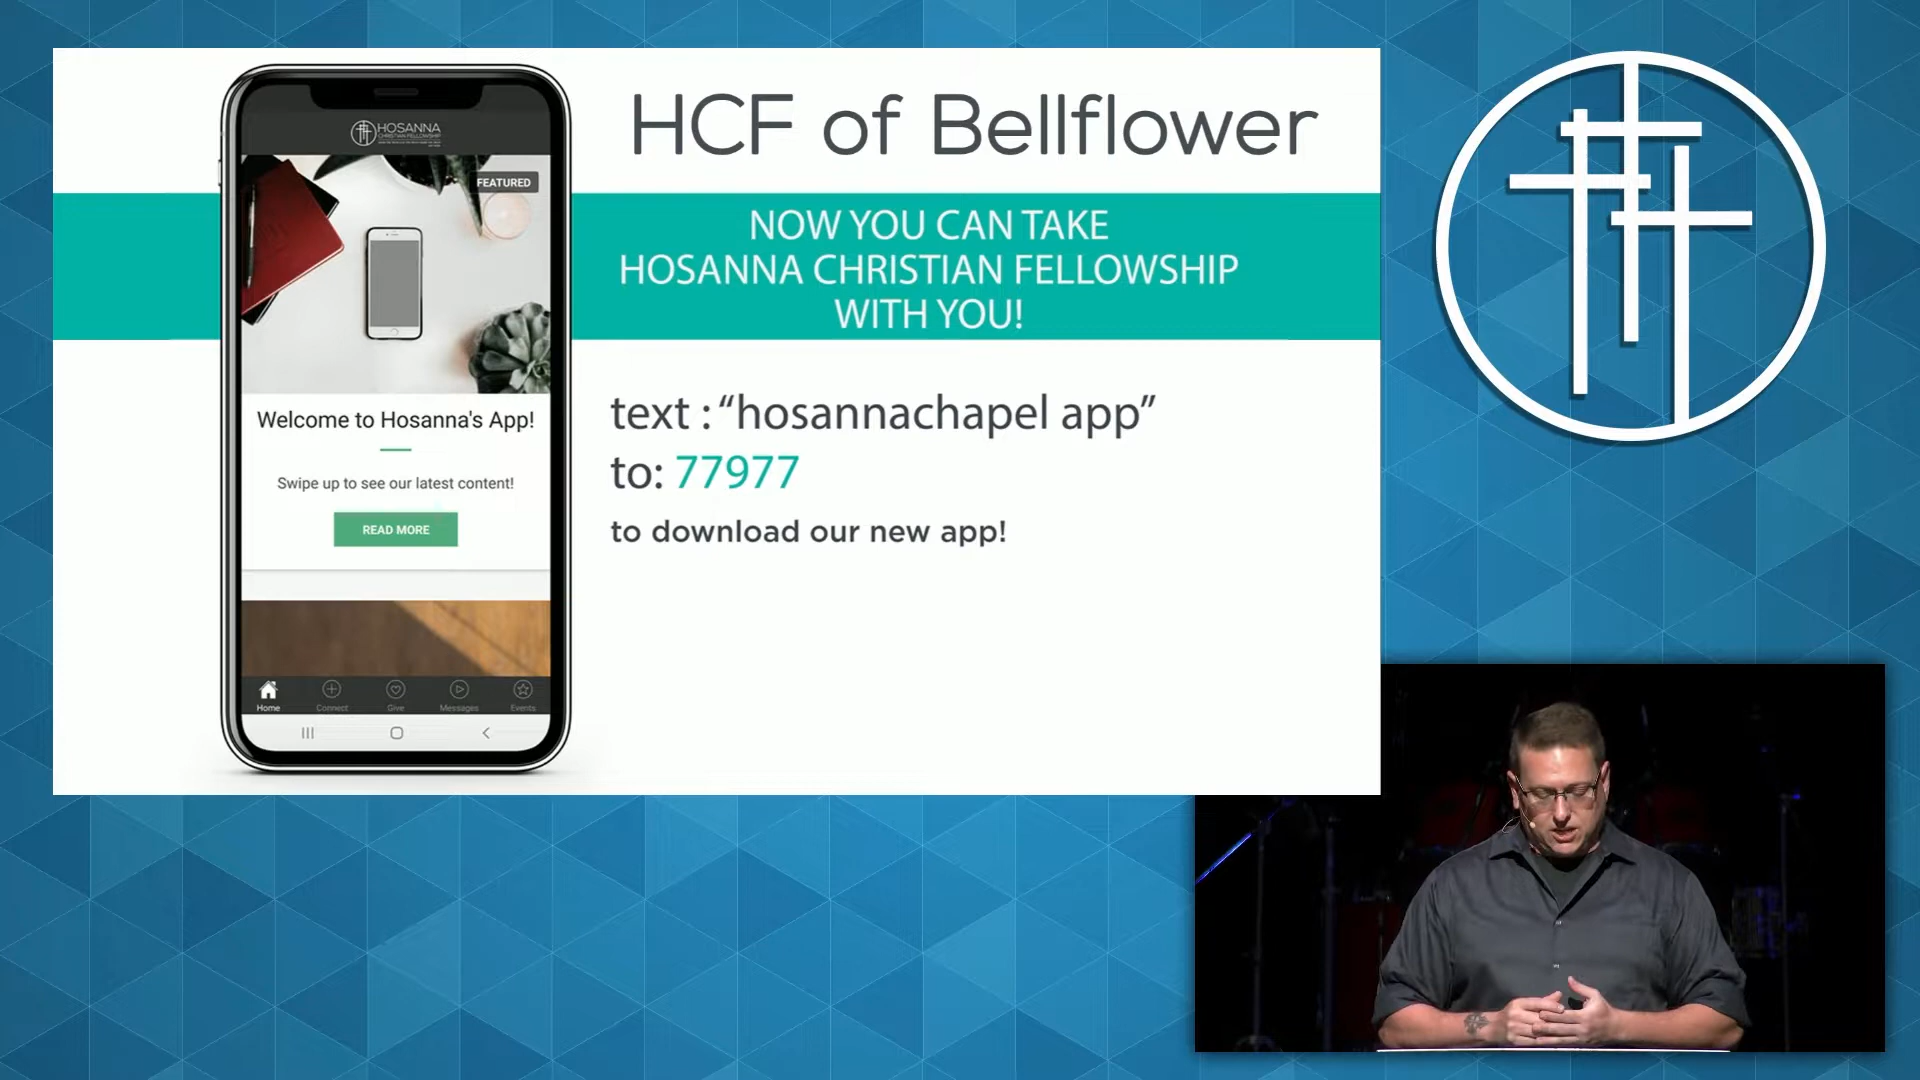 HCF of Bellflower
NOW YOU CAN TAKE
HOSANNA CHRISTIAN FELLOWSHIP
WITH YOU!
text : “hosannachapel app”
to: 77977
to download our new app!
HOSANNA
CHRISTIAN FELLOWSHIP
FEATURED
Welcome to Hosanna's App!
Swipe up to see our latest content!
READ MORE
Home Connect Give Messages Events